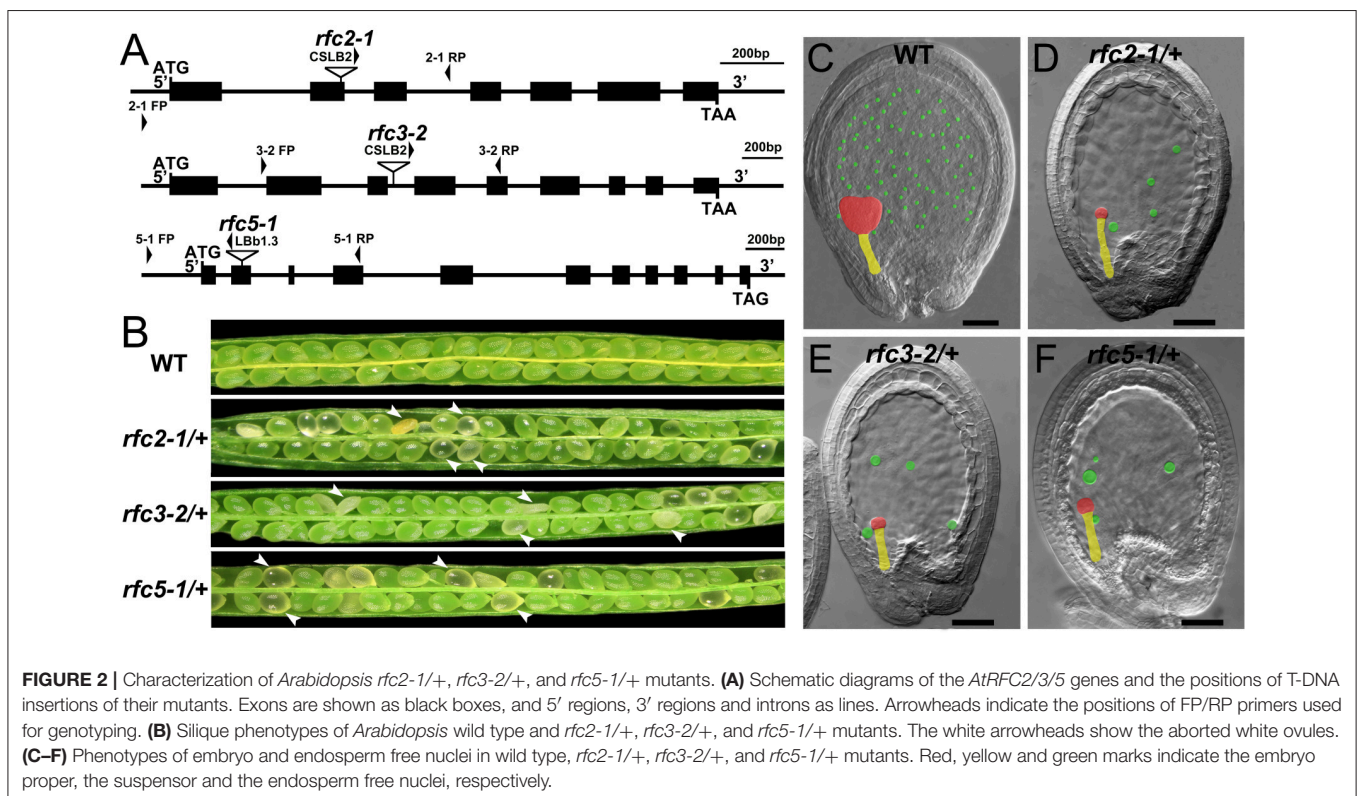 A
rfc2-1
CSLB2
2-1 RP
200bp
ATG
5’
3’
TAA
2-1 FP
rfc3-2
CSLB2
3-2 FP
3-2 RP
200bp
ATG
5’
3’
TAA
rfc5-1
LBb1.3
5-1 FP
5-1 RP
200bp
ATG
5’
3’
TAG
B
WT
rfc2-1/+
rfc3-2/+
rfc5-1/+
C
WT
D
rfc2-1/+
E
rfc3-2/+
F
rfc5-1/+
FIGURE 2 | Characterization of Arabidopsis rfc2-1/+, rfc3-2/+, and rfc5-1/+ mutants. (A) Schematic diagrams of the AtRFC2/3/5 genes and the positions of T-DNA
insertions of their mutants. Exons are shown as black boxes, and 5′ regions, 3′ regions and introns as lines. Arrowheads indicate the positions of FP/RP primers used
for genotyping. (B) Silique phenotypes of Arabidopsis wild type and rfc2-1/+, rfc3-2/+, and rfc5-1/+ mutants. The white arrowheads show the aborted white ovules.
(C–F) Phenotypes of embryo and endosperm free nuclei in wild type, rfc2-1/+, rfc3-2/+, and rfc5-1/+ mutants. Red, yellow and green marks indicate the embryo
proper, the suspensor and the endosperm free nuclei, respectively.